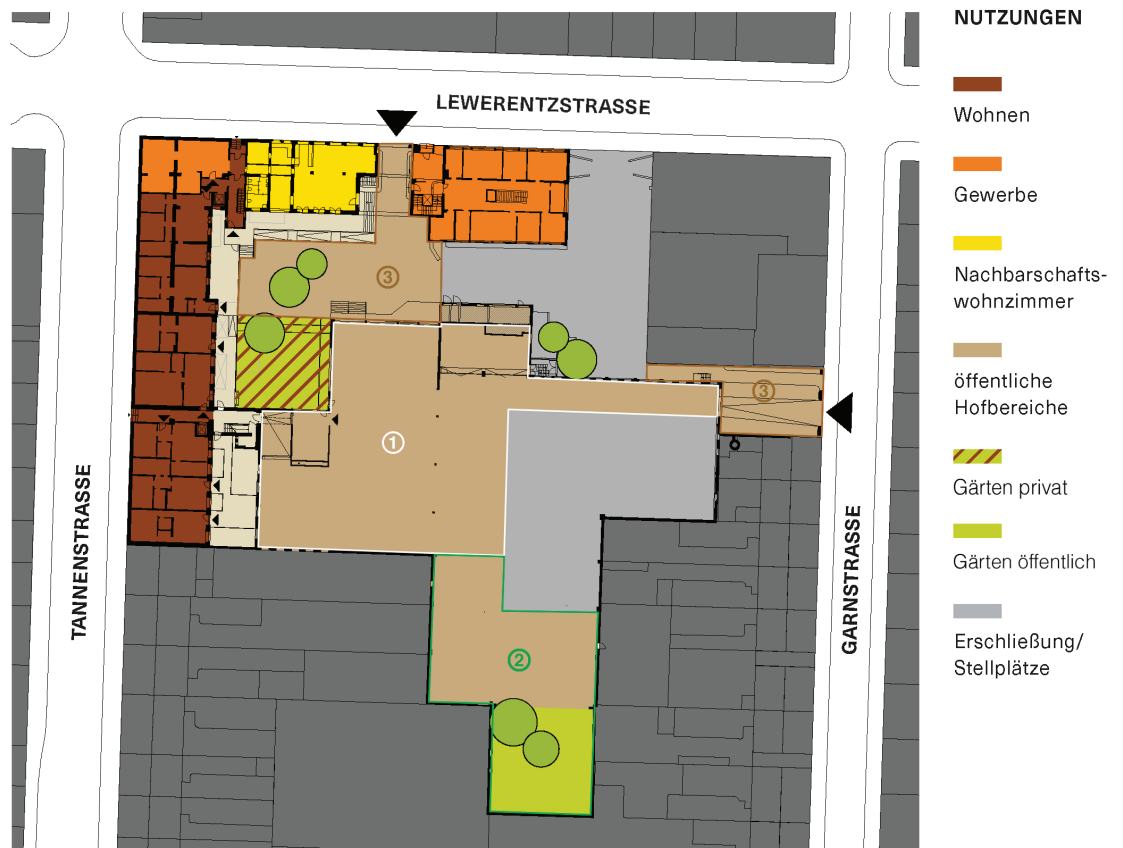 NUTZUNGEN
Wohnen
Gewerbe
Nachbarschafts-
wohnzimmer
öffentliche
Hofbereiche
Gärten privat
Gärten öffentlich
Erschließung/
Stellplätze
LEWERENTZSTRASSE
TANNENSTRASSE
GARNSTRASSE
3
3
1
2